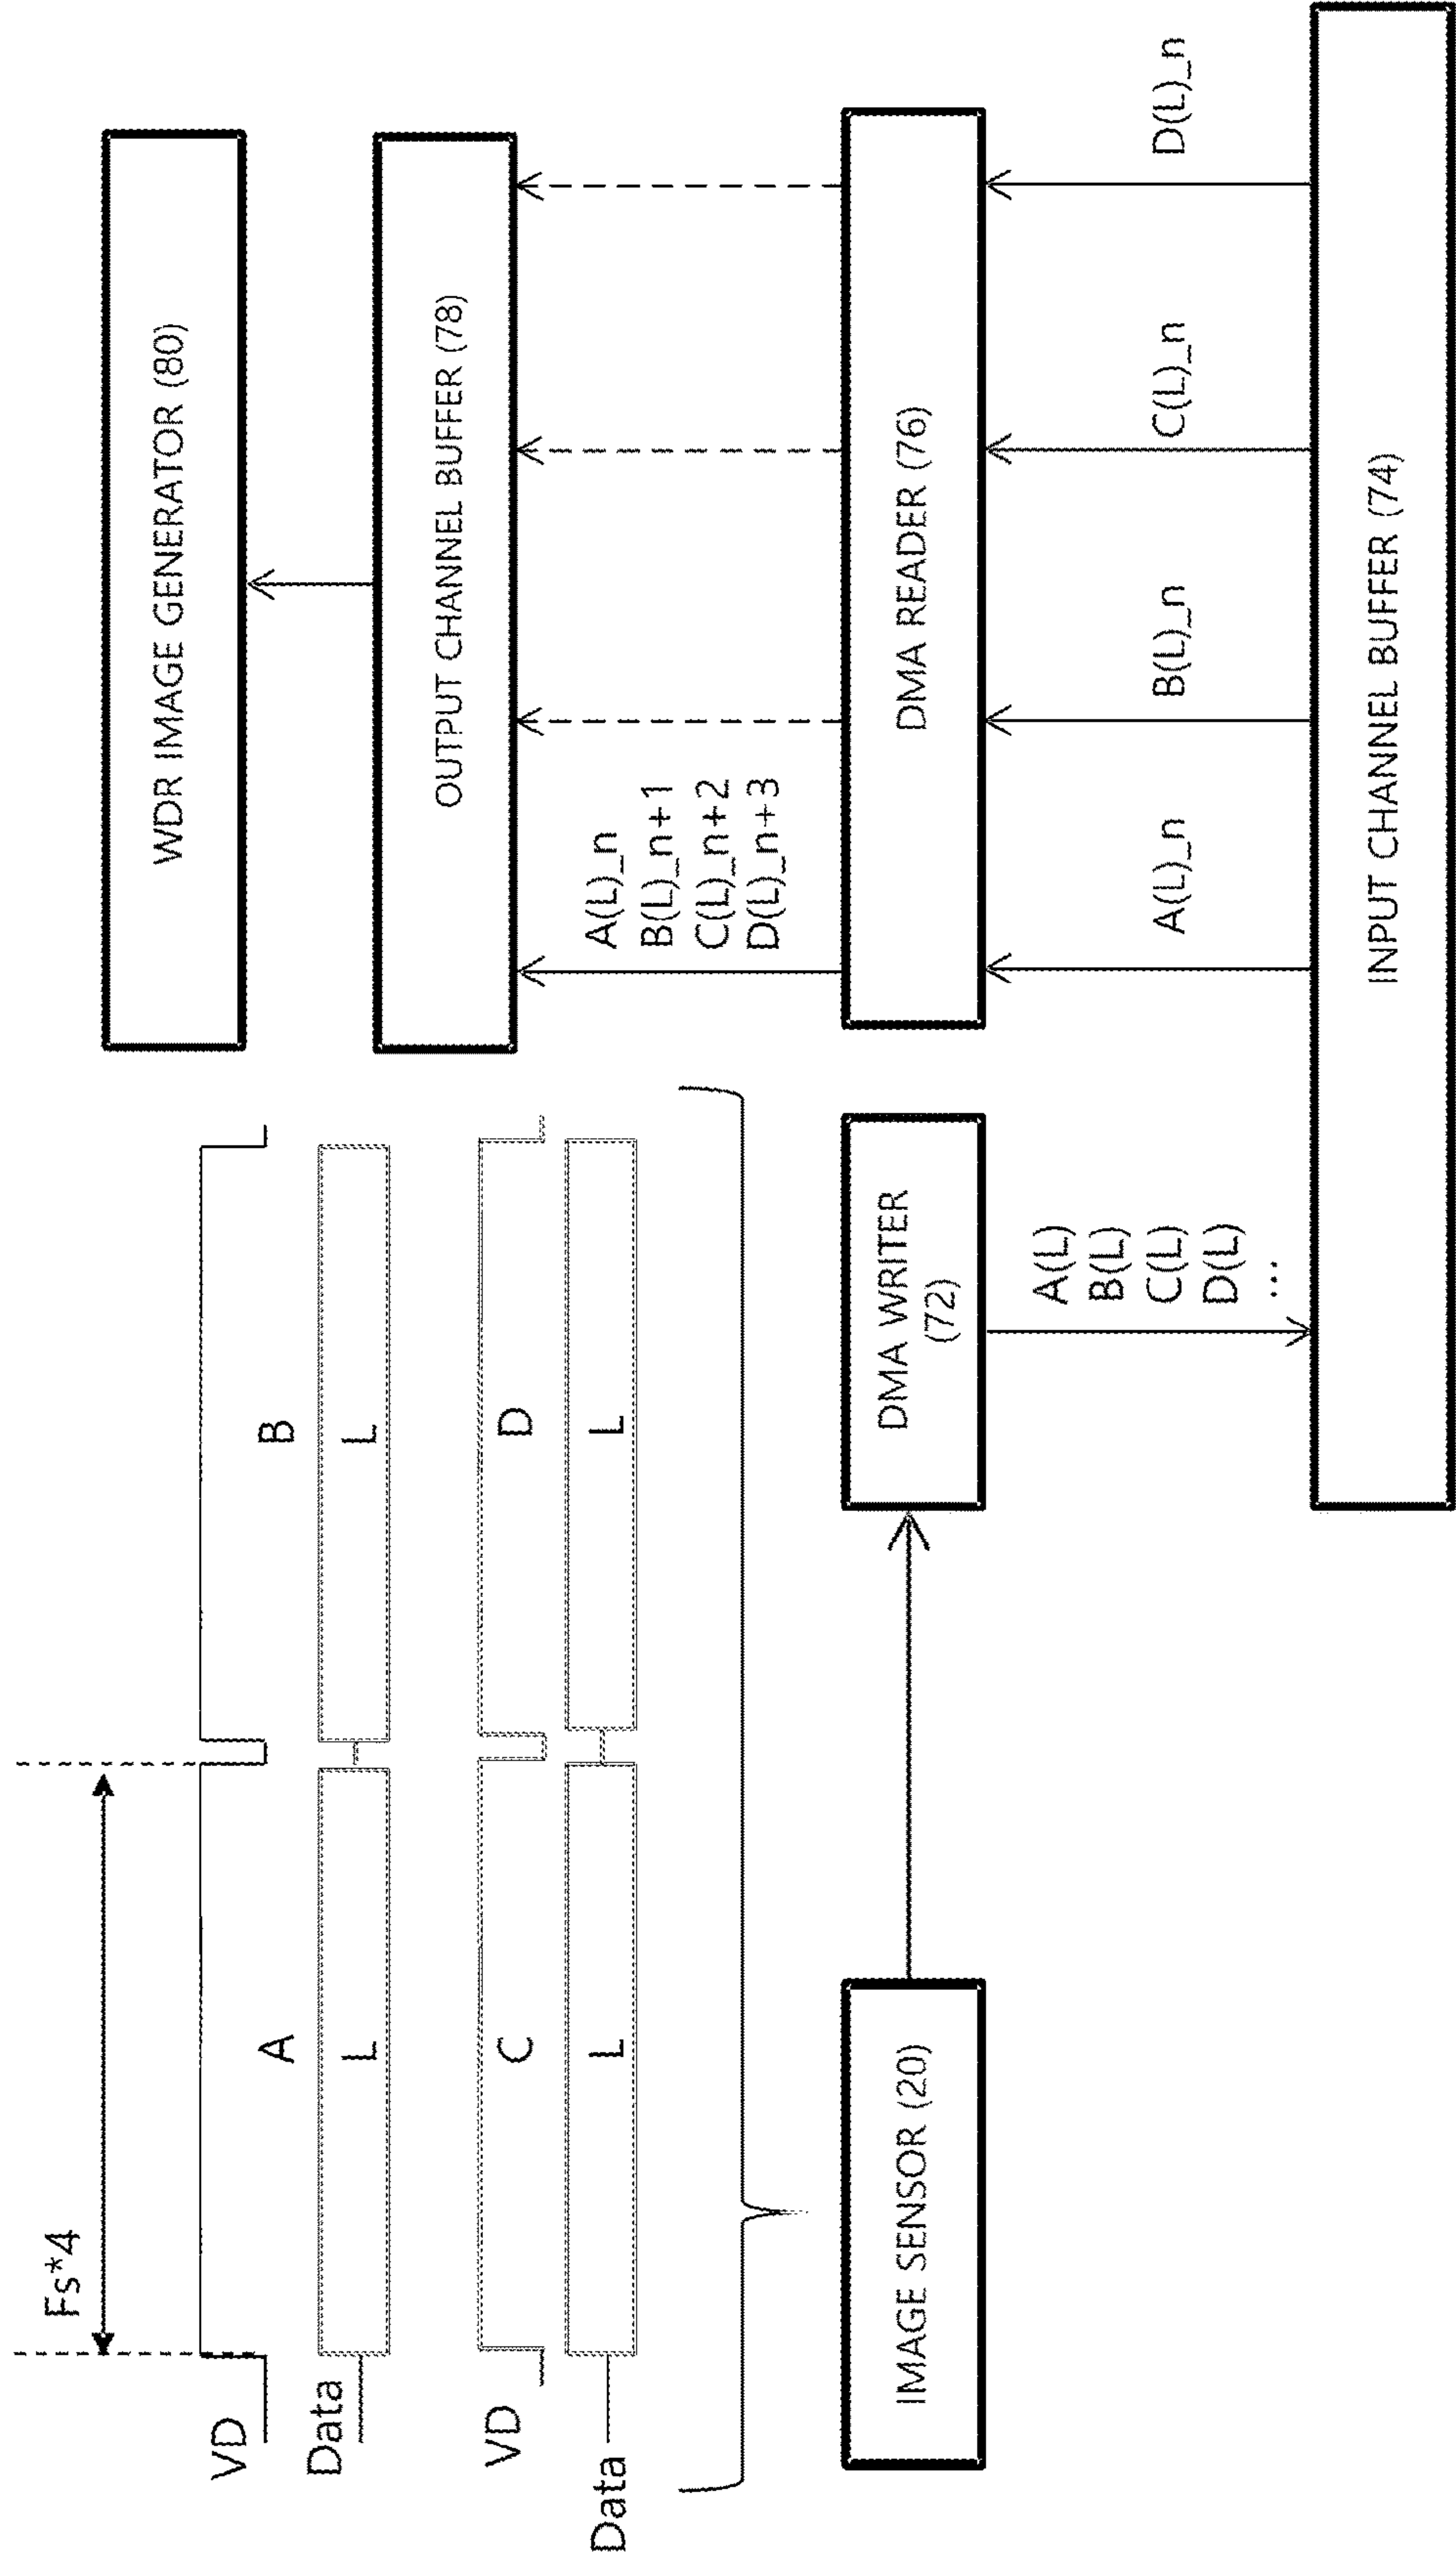 Fs*4
VD
A
B
Data
L
L
VD
C
D
Data
L
L
IMAGE SENSOR (20)
DMA WRITER
(72)
A(L)
B(L)
C(L)
D(L)
...
WDR IMAGE GENERATOR (80)
OUTPUT CHANNEL BUFFER (78)
A(L)_n
B(L)_n+1
C(L)_n+2
D(L)_n+3
DMA READER (76)
A(L)_n
B(L)_n
C(L)_n
D(L)_n
INPUT CHANNEL BUFFER (74)